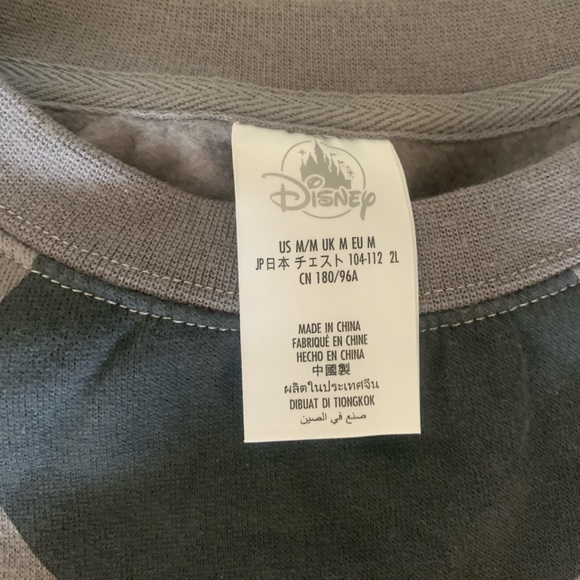 Disney
US M/M UK M EU M
JP日本 チェスト 104-112 2L
CN 180/96A
MADE IN CHINA
FABRIQUÉ EN CHINE
HECHO EN CHINA
中國製
ผลิตในประเทศจีน
DIBUAT DI TIONGKOK
صنع في الصين